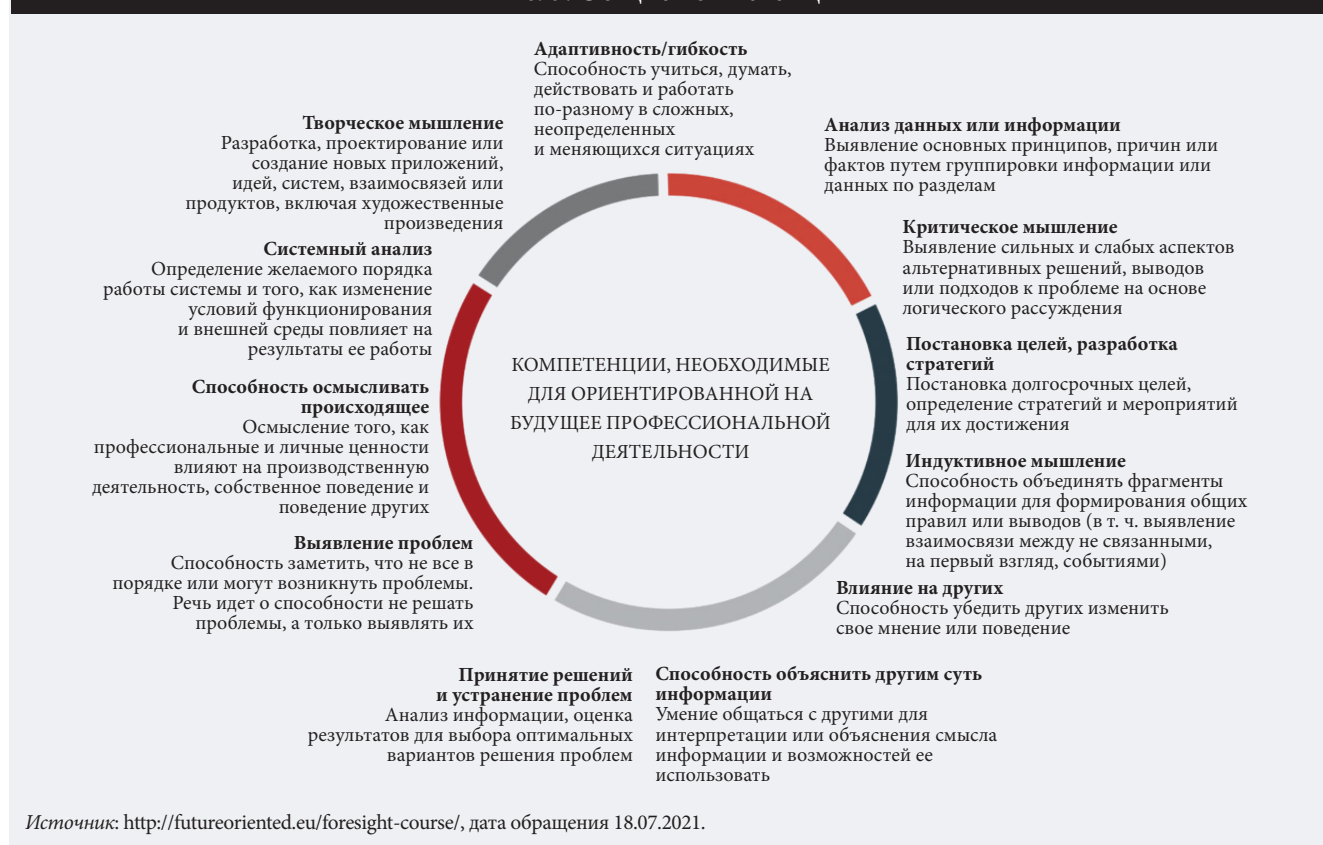 Адаптивность/гибкость
Способность учиться, думать,
действовать и работать
по-разному в сложных,
неопределенных
и меняющихся ситуациях
Анализ данных или информации
Выявление основных принципов, причин или
фактов путем группировки информации или
данных по разделам
Критическое мышление
Выявление сильных и слабых аспектов
альтернативных решений, выводов
или подходов к проблеме на основе
логического рассуждения
Постановка целей, разработка
стратегий
Постановка долгосрочных целей,
определение стратегий и мероприятий
для их достижения
Индуктивное мышление
Способность объединять фрагменты
информации для формирования общих
правил или выводов (в т. ч. выявление
взаимосвязи между не связанными,
на первый взгляд, событиями)
Влияние на других
Способность убедить других изменить
свое мнение или поведение
Способность объяснить другим суть
информации
Умение общаться с другими для
интерпретации или объяснения смысла
информации и возможностей ее
использовать
Принятие решений
и устранение проблем
Анализ информации, оценка
результатов для выбора оптимальных
вариантов решения проблем
Выявление проблем
Способность заметить, что не все в
порядке или могут возникнуть проблемы.
Речь идет о способности не решать
проблемы, а только выявлять их
Способность осмысливать
происходящее
Осмысление того, как
профессиональные и личные ценности
влияют на производственную
деятельность, собственное поведение и
поведение других
Системный анализ
Определение желаемого порядка
работы системы и того, как изменение
условий функционирования
и внешней среды повлияет на
результаты ее работы
Творческое мышление
Разработка, проектирование или
создание новых приложений,
идей, систем, взаимосвязей или
продуктов, включая художественные
произведения
КОМПЕТЕНЦИИ, НЕОБХОДИМЫЕ
ДЛЯ ОРИЕНТИРОВАННОЙ НА
БУДУЩЕЕ ПРОФЕССИОНАЛЬНОЙ
ДЕЯТЕЛЬНОСТИ
Источник: http://futureoriented.eu/foresight-course/, дата обращения 18.07.2021.